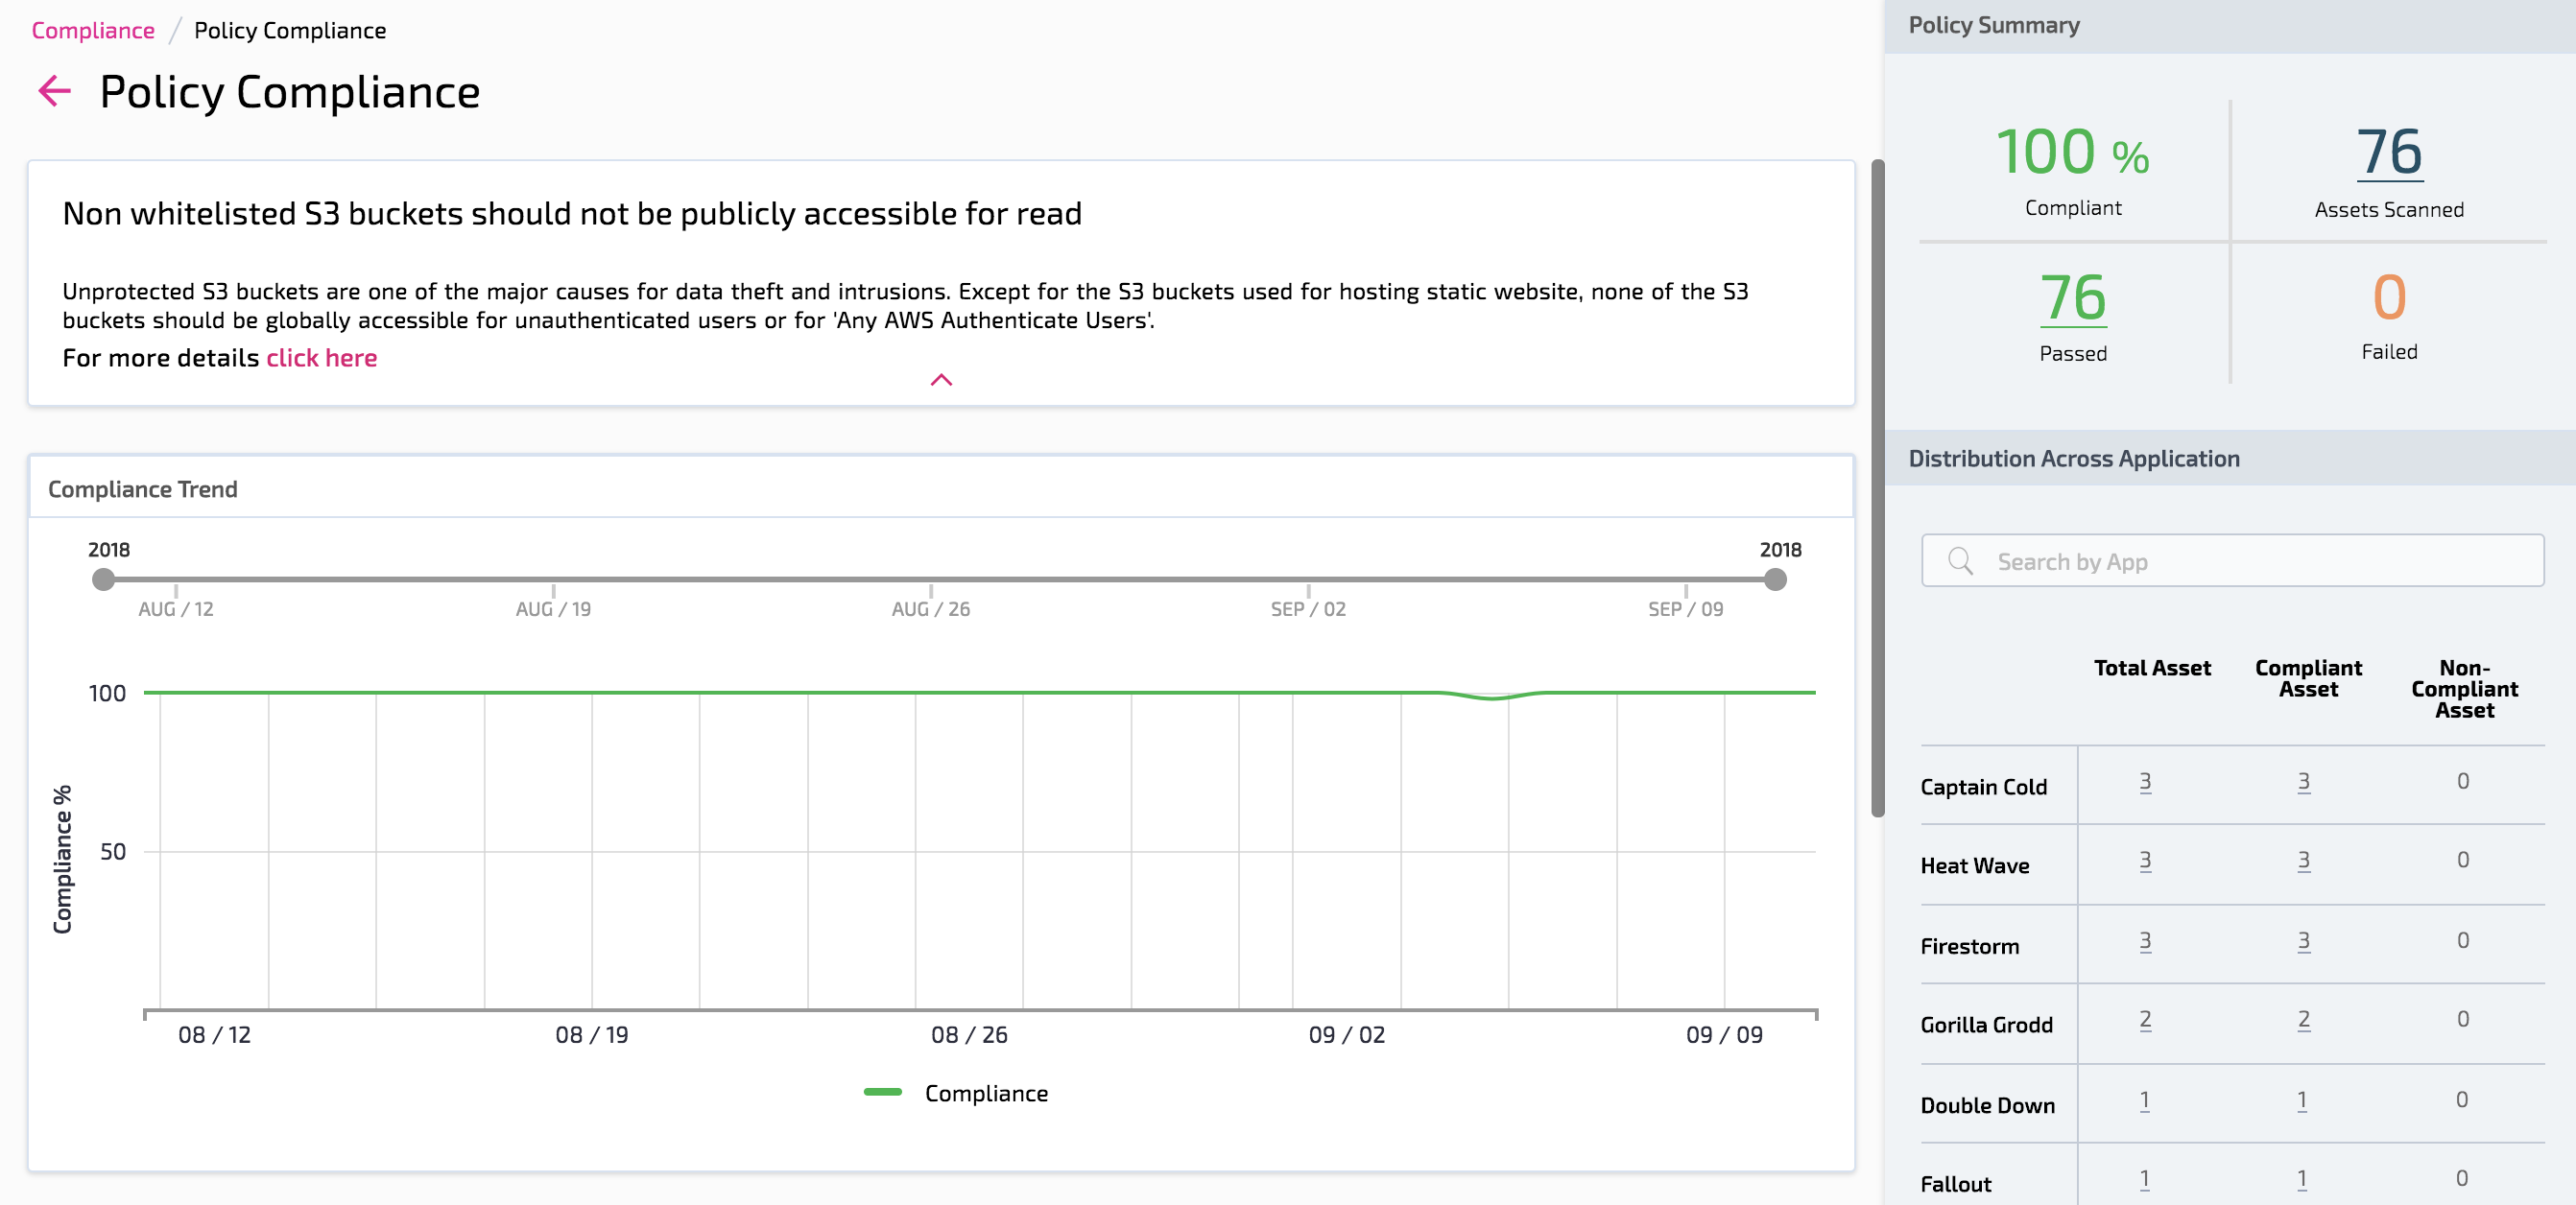 Compliance / Policy Compliance
Policy Compliance
Non whitelisted S3 buckets should not be publicly accessible for read
Unprotected S3 buckets are one of the major causes for data theft and intrusions. Except for the S3 buckets used for hosting static website, none of the S3
buckets should be globally accessible for unauthenticated users or for 'Any AWS Authenticate Users'.
For more details click here
Compliance Trend
2018 2018
AUG / 12 AUG / 19 AUG / 26 SEP / 02 SEP / 09
100
50
Compliance %
08 / 12 08 / 19 08 / 26 09 / 02 09 / 09
Compliance
Policy Summary
100 % 76
Compliant Assets Scanned
76 0
Passed Failed
Distribution Across Application
Search by App
Total Asset Compliant Non-
Asset Compliant
Asset
Captain Cold 3 3 0
Heat Wave 3 3 0
Firestorm 3 3 0
Gorilla Grodd 2 2 0
Double Down 1 1 0
Fallout 1 1 0